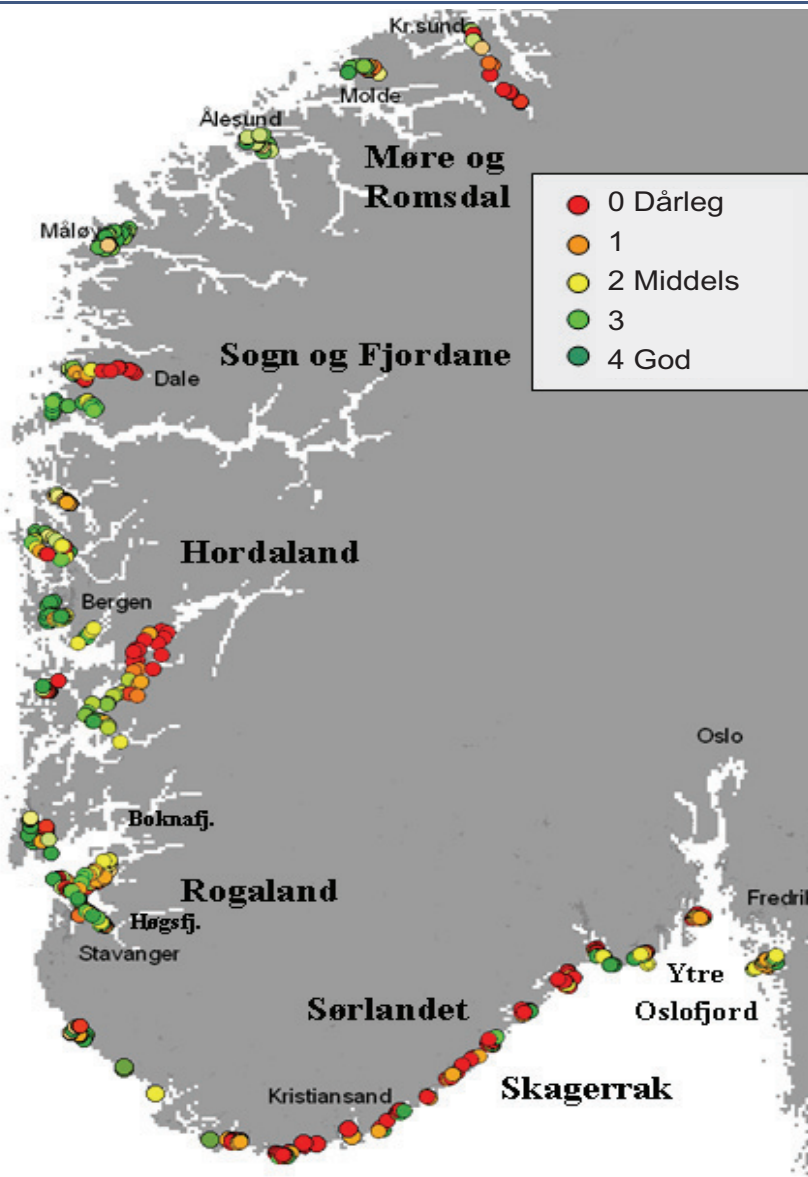 Kr.sund
Molde
Ålesund
Møre og
Romsdal
0 Dårleg
1
2 Middels
3
4 God
Måløy
Sogn og Fjordane
Dale
Hordaland
Bergen
Oslo
Boknafj.
Rogaland
Fredrik
Høgsfj.
Stavanger
Ytre
Oslofjord
Sørlandet
Skagerrak
Kristiansand